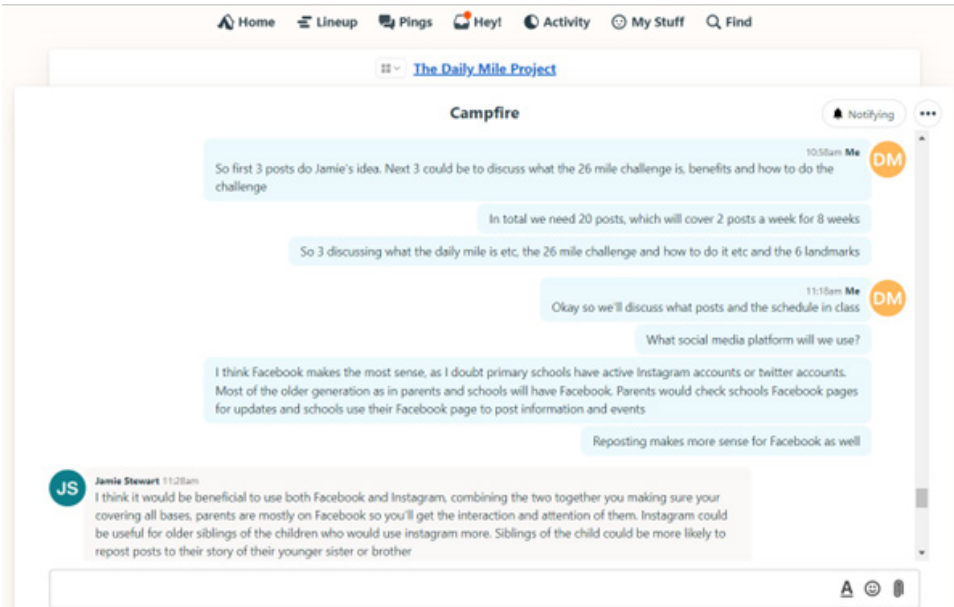 Home Lineup Pings Hey! Activity My Stuff Find
The Daily Mile Project
Campfire
Notifying
10:58am Me
DM
So first 3 posts do Jamie's idea. Next 3 could be to discuss what the 26 mile challenge is, benefits and how to do the
challenge
In total we need 20 posts, which will cover 2 posts a week for 8 weeks
So 3 discussing what the daily mile is etc, the 26 mile challenge and how to do it etc and the 6 landmarks
11:18am Me
DM
Okay so we'll discuss what posts and the schedule in class
What social media platform will we use?
I think Facebook makes the most sense, as I doubt primary schools have active Instagram accounts or twitter accounts.
Most of the older generation as in parents and schools will have Facebook. Parents would check schools Facebook pages
for updates and schools use their Facebook page to post information and events
Reposting makes more sense for Facebook as well
JS
Jamie Stewart 11:28am
I think it would be beneficial to use both Facebook and Instagram, combining the two together you making sure your
covering all bases, parents are mostly on Facebook so you'll get the interaction and attention of them. Instagram could
be useful for older siblings of the children who would use instagram more. Siblings of the child could be more likely to
repost posts to their story of their younger sister or brother
A